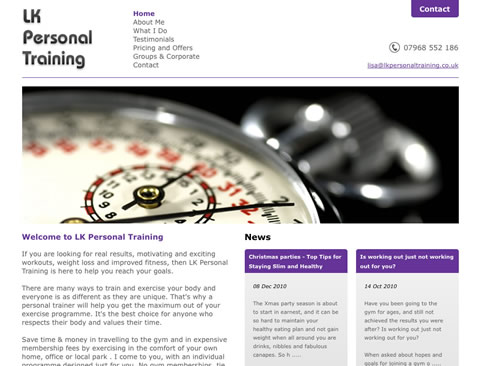 LK
Personal
Training
Home
About Me
What I Do
Testimonials
Pricing and Offers
Groups & Corporate
Contact
Contact
07968 552 186
lisa@lkpersonaltraining.co.uk
Welcome to LK Personal Training
If you are looking for real results, motivating and exciting
workouts, weight loss and improved fitness, then LK Personal
Training is here to help you reach your goals.
There are many ways to train and exercise your body and
everyone is as different as they are unique. That's why a
personal trainer will help you get the maximum out of your
exercise programme. It's the best choice for anyone who
respects their body and values their time.
Save time & money in travelling to the gym and in expensive
membership fees by exercising in the comfort of your own
home, office or local park . I come to you, with an individual
programme designed just for you. No gym memberships, tie
News
Christmas parties - Top Tips for
Staying Slim and Healthy
08 Dec 2010
The Xmas party season is about
to start in earnest, and it can be
so hard to maintain your
healthy eating plan and not gain
weight when all around you are
drinks, nibbles and fabulous
canapes. So h .....
Is working out just not working
out for you?
14 Oct 2010
Have you been going to the
gym for ages, and still not
achieved the results you were
after? Is working out just not
working out for you?
When asked about hopes and
goals for joining a gym o .....